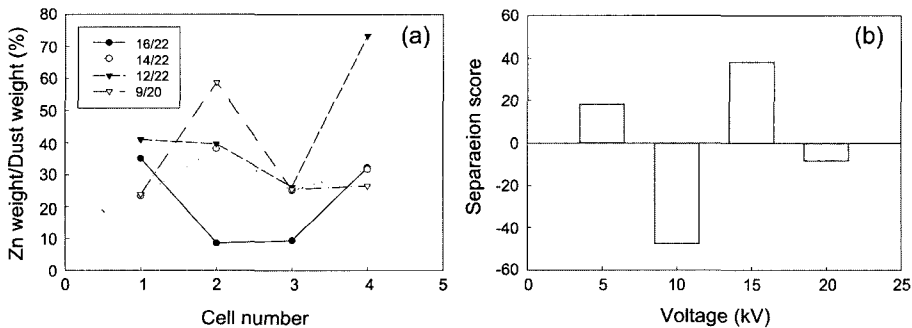 (a)
16/22
14/22
12/22
9/20
Zn weight/Dust weight (%)
80
70
60
50
40
30
20
10
0
0 1 2 3 4 5
Cell number
(b)
Separaeion score
60
40
20
0
-20
-40
-60
0 5 10 15 20 25
Voltage (kV)